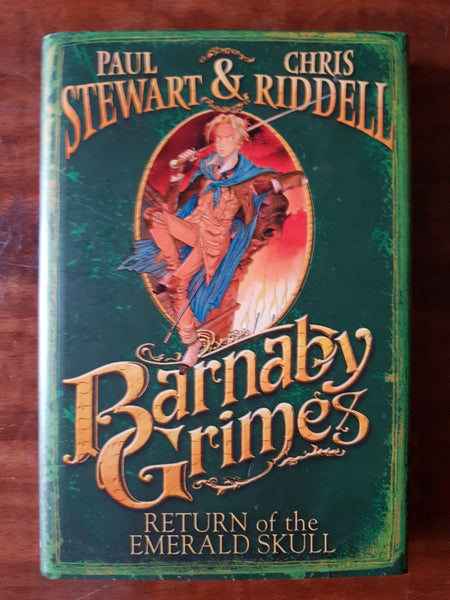 PAUL & CHRIS
STEWART RIDDELL
Barnaby
Grimes
RETURN of the
EMERALD SKULL